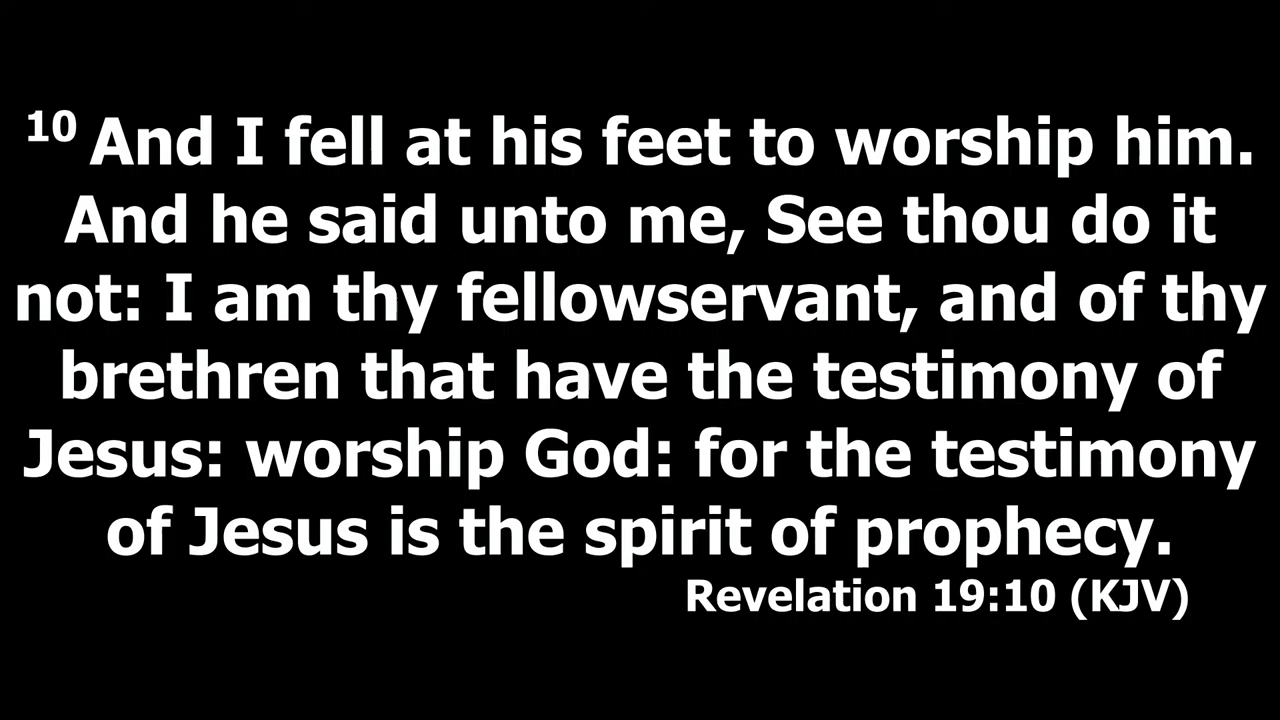 10 And I fell at his feet to worship him.
And he said unto me, See thou do it
not: I am thy fellowservant, and of thy
brethren that have the testimony of
Jesus: worship God: for the testimony
of Jesus is the spirit of prophecy.
Revelation 19:10 (KJV)